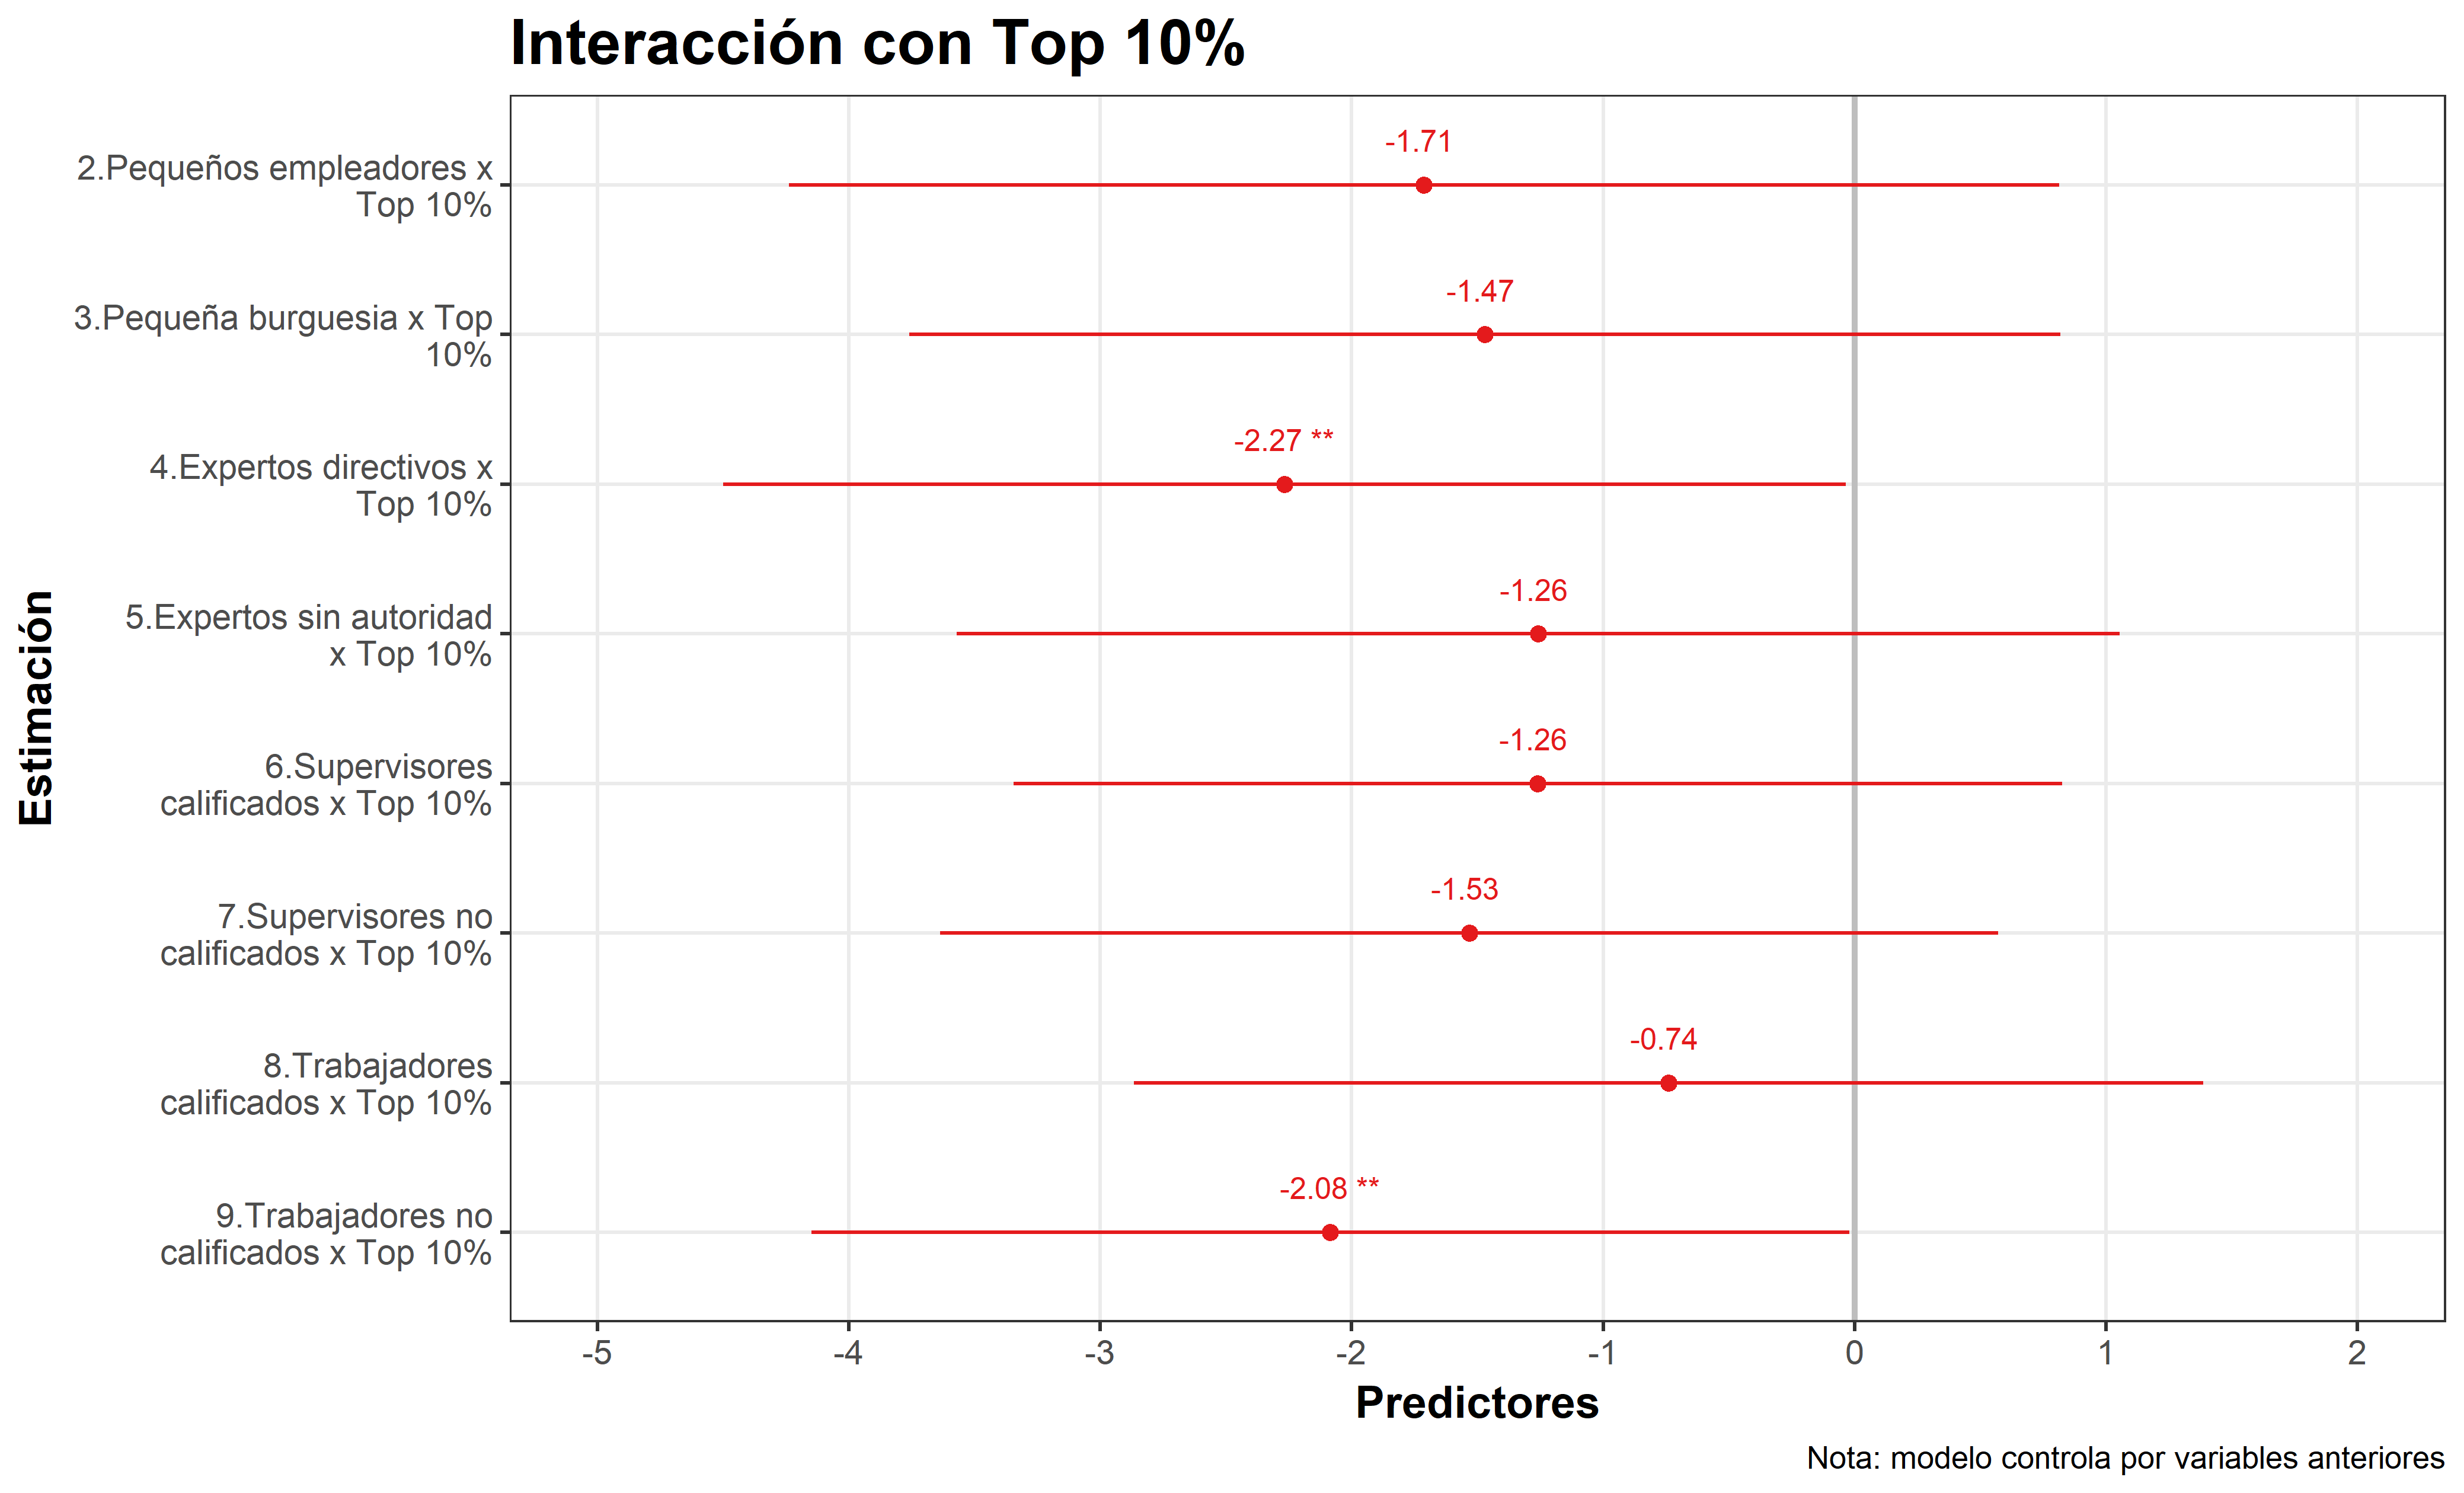 Interacción con Top 10%
Estimación
2.Pequeños empleadores x
Top 10%
-1.71
3.Pequeña burguesia x Top
10%
-1.47
4.Expertos directivos x
Top 10%
-2.27 **
5.Expertos sin autoridad
x Top 10%
-1.26
6.Supervisores
calificados x Top 10%
-1.26
7.Supervisores no
calificados x Top 10%
-1.53
8.Trabajadores
calificados x Top 10%
-0.74
9.Trabajadores no
calificados x Top 10%
-2.08 **
-5 -4 -3 -2 -1 0 1 2
Predictores
Nota: modelo controla por variables anteriores